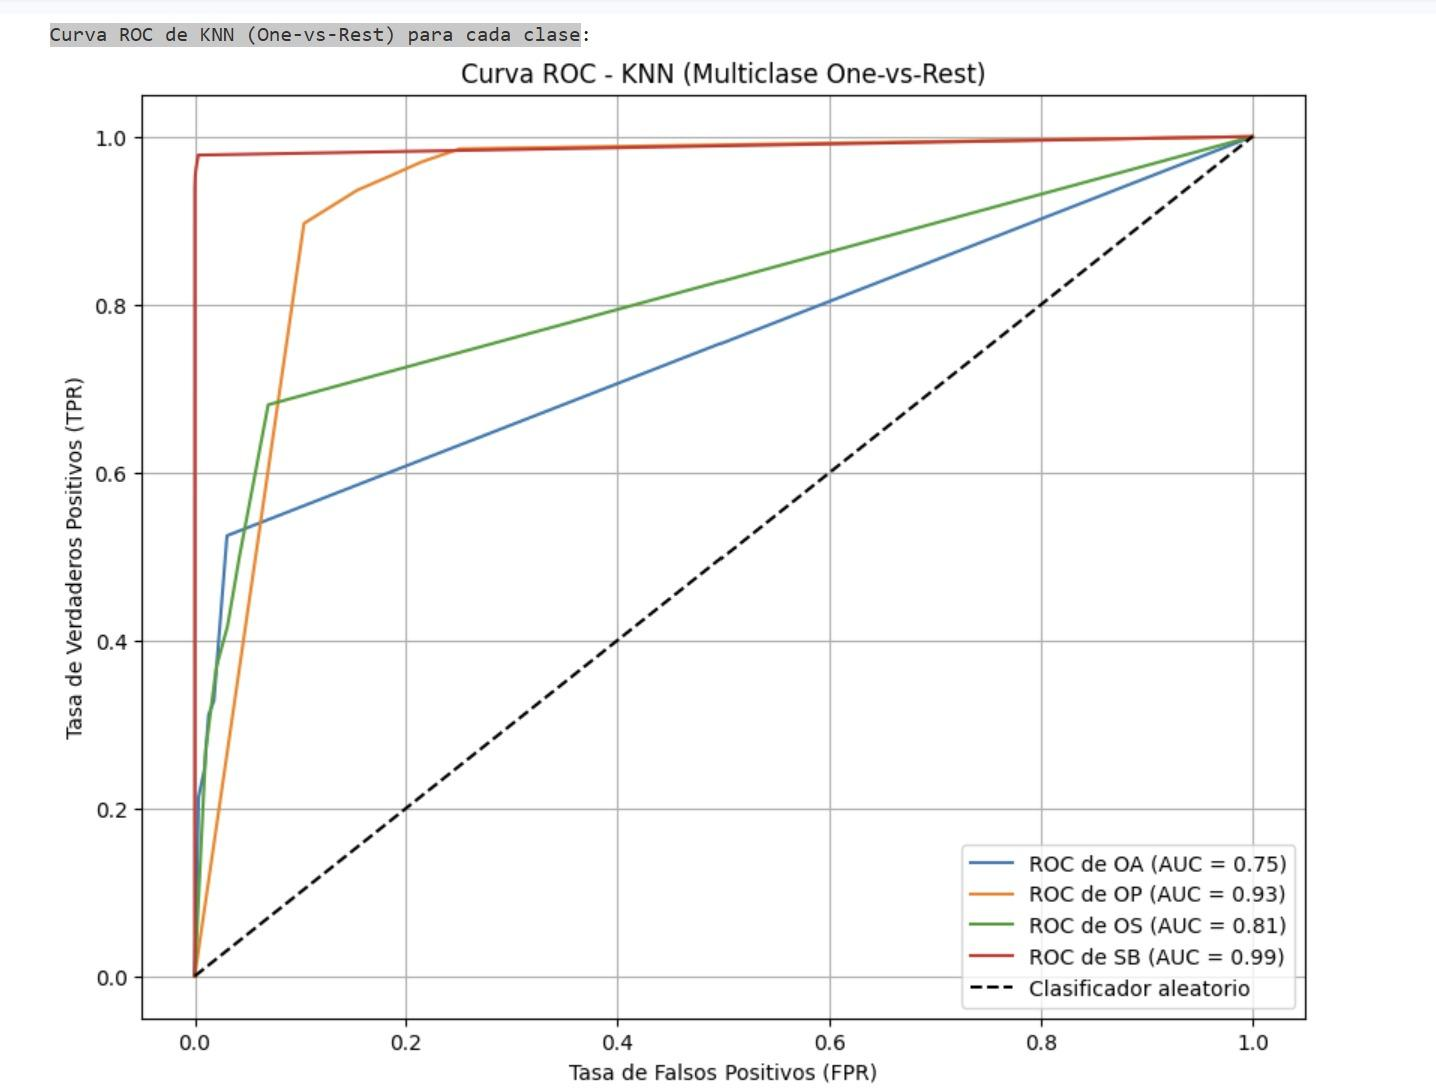 Curva ROC de KNN (One-vs-Rest) para cada clase:
Curva ROC - KNN (Multiclase One-vs-Rest)
1.0
0.8
0.6
0.4
0.2
0.0
Tasa de Verdaderos Positivos (TPR)
ROC de OA (AUC = 0.75)
ROC de OP (AUC = 0.93)
ROC de OS (AUC = 0.81)
ROC de SB (AUC = 0.99)
Clasificador aleatorio
0.0 0.2 0.4 0.6 0.8 1.0
Tasa de Falsos Positivos (FPR)